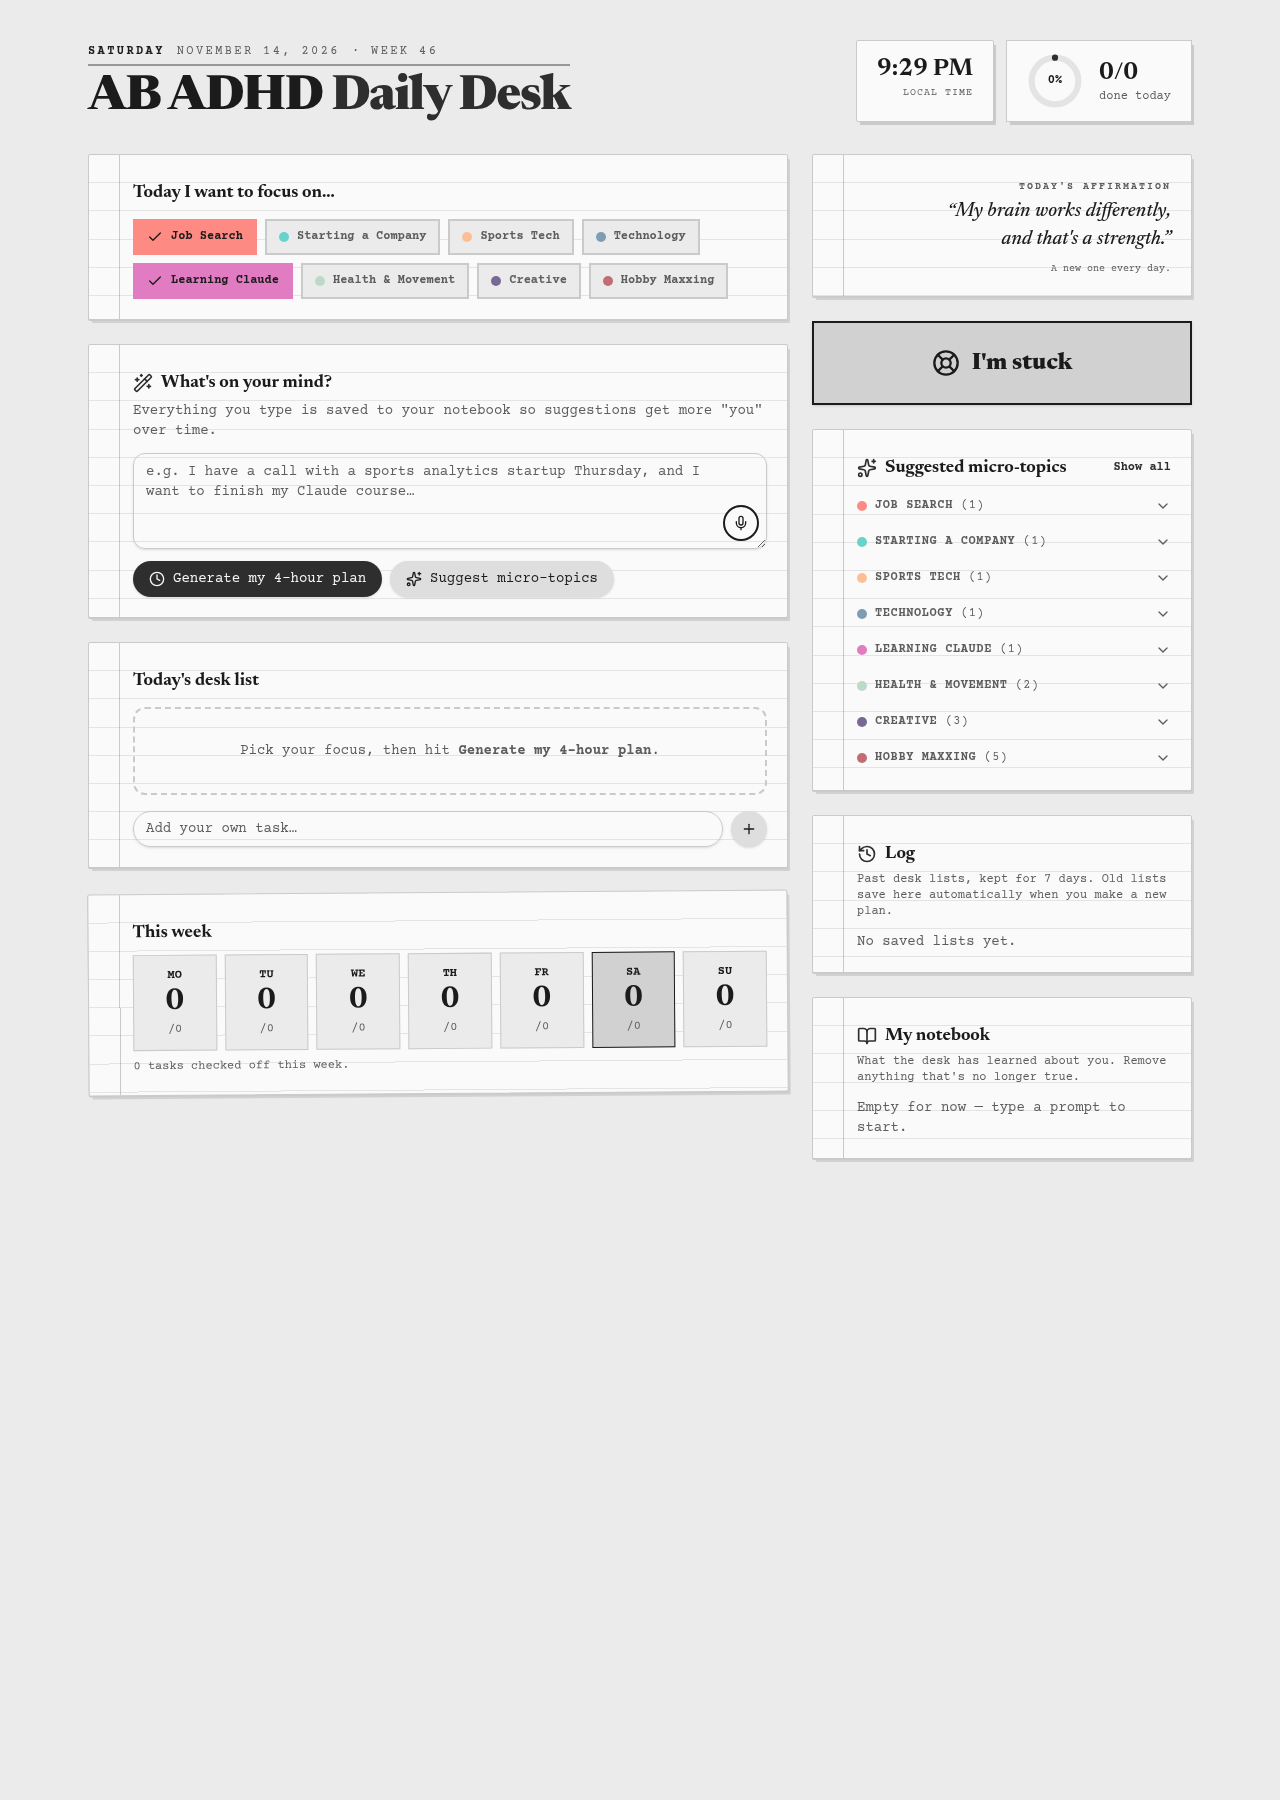 SATURDAY NOVEMBER 14, 2026 · WEEK 46
AB ADHD Daily Desk
9:29 PM
LOCAL TIME
0%
0/0
done today
Today I want to focus on...
Job Search
Starting a Company
Sports Tech
Technology
Learning Claude
Health & Movement
Creative
Hobby Maxxing
What's on your mind?
Everything you type is saved to your notebook so suggestions get more "you"
over time.
e.g. I have a call with a sports analytics startup Thursday, and I
want to finish my Claude course…
Generate my 4-hour plan
Suggest micro-topics
Today's desk list
Pick your focus, then hit Generate my 4-hour plan.
Add your own task…
+
This week
MO
0
/0
TU
0
/0
WE
0
/0
TH
0
/0
FR
0
/0
SA
0
/0
SU
0
/0
0 tasks checked off this week.
TODAY'S AFFIRMATION
“My brain works differently,
and that's a strength.”
A new one every day.
I'm stuck
Suggested micro-topics
Show all
JOB SEARCH (1)
STARTING A COMPANY (1)
SPORTS TECH (1)
TECHNOLOGY (1)
LEARNING CLAUDE (1)
HEALTH & MOVEMENT (2)
CREATIVE (3)
HOBBY MAXXING (5)
Log
Past desk lists, kept for 7 days. Old lists
save here automatically when you make a new
plan.
No saved lists yet.
My notebook
What the desk has learned about you. Remove
anything that's no longer true.
Empty for now — type a prompt to
start.